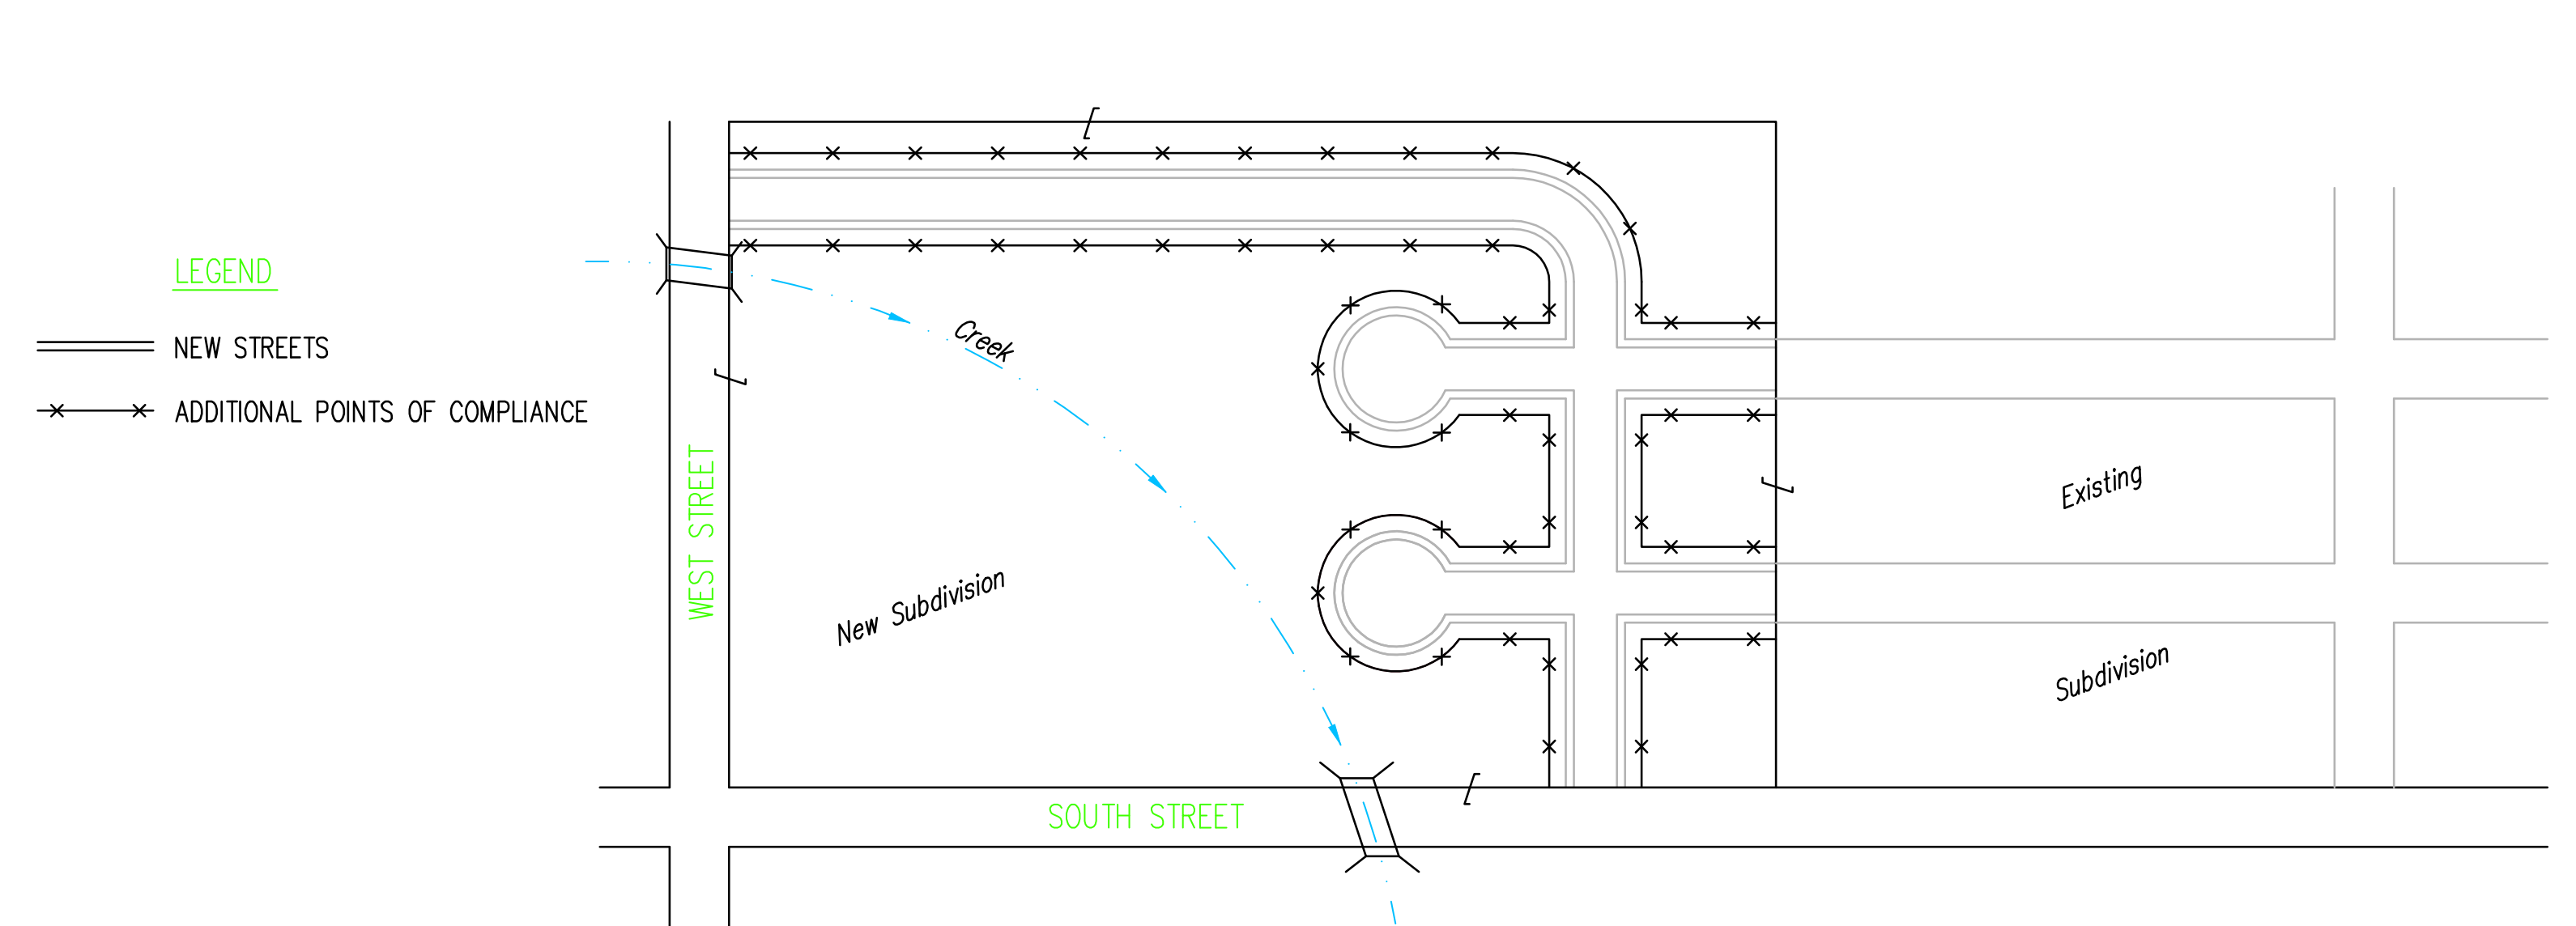 LEGEND
NEW STREETS
ADDITIONAL POINTS OF COMPLIANCE
WEST STREET
Creek
New Subdivision
SOUTH STREET
Existing
Subdivision